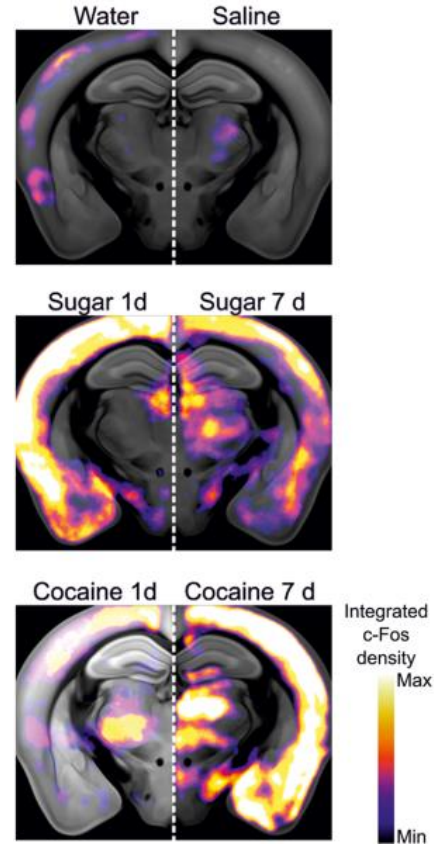 Water Saline
Sugar 1d Sugar 7 d
Cocaine 1d Cocaine 7 d
Integrated
c-Fos
density
Max
Min